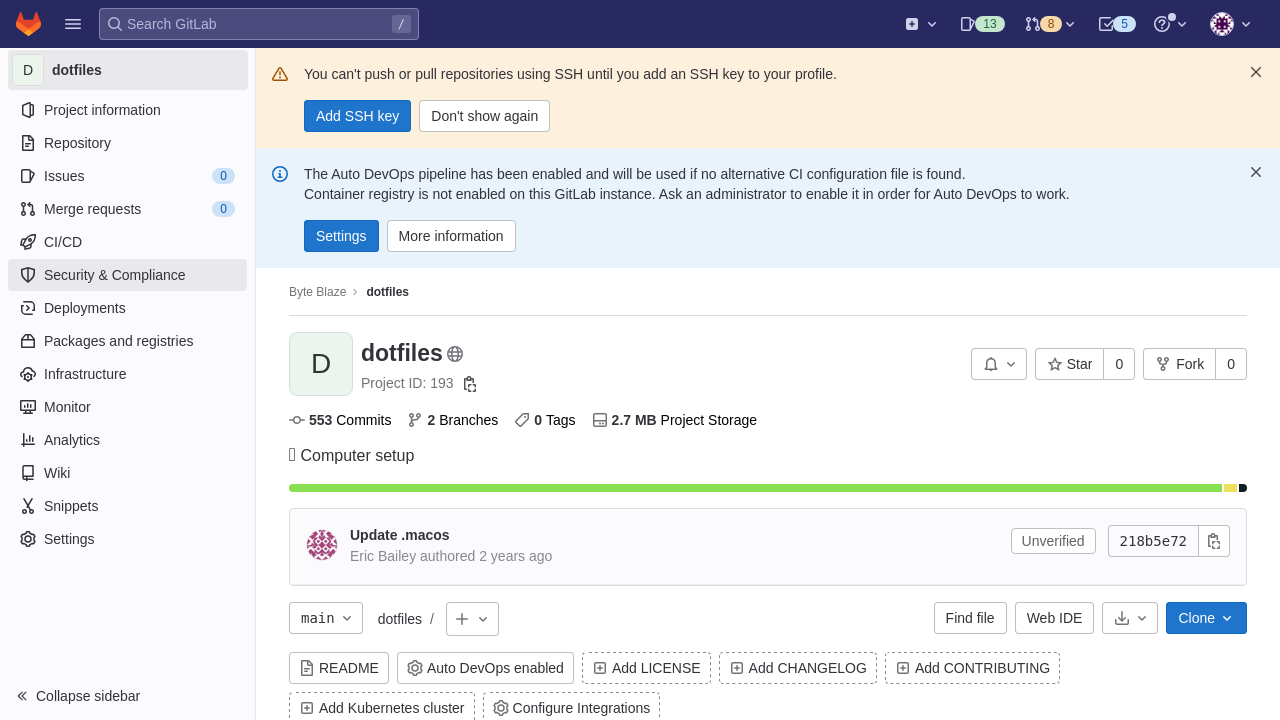 Search GitLab /
13
8
5
D dotfiles
Project information
Repository
Issues 0
Merge requests 0
CI/CD
Security & Compliance
Deployments
Packages and registries
Infrastructure
Monitor
Analytics
Wiki
Snippets
Settings
Collapse sidebar
You can't push or pull repositories using SSH until you add an SSH key to your profile.
Add SSH key
Don't show again
The Auto DevOps pipeline has been enabled and will be used if no alternative CI configuration file is found.
Container registry is not enabled on this GitLab instance. Ask an administrator to enable it in order for Auto DevOps to work.
Settings
More information
Byte Blaze dotfiles
D
dotfiles
Project ID: 193
Star 0
Fork 0
553 Commits
2 Branches
0 Tags
2.7 MB Project Storage
Computer setup
Update .macos
Eric Bailey authored 2 years ago
Unverified
218b5e72
main
dotfiles /
Find file
Web IDE
Clone
README
Auto DevOps enabled
Add LICENSE
Add CHANGELOG
Add CONTRIBUTING
Add Kubernetes cluster
Configure Integrations